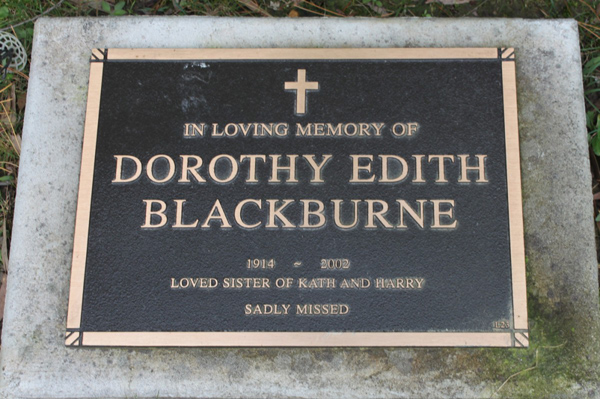 IN LOVING MEMORY OF
DOROTHY EDITH
BLACKBURNE
1914 ~ 2002
LOVED SISTER OF KATH AND HARRY
SADLY MISSED